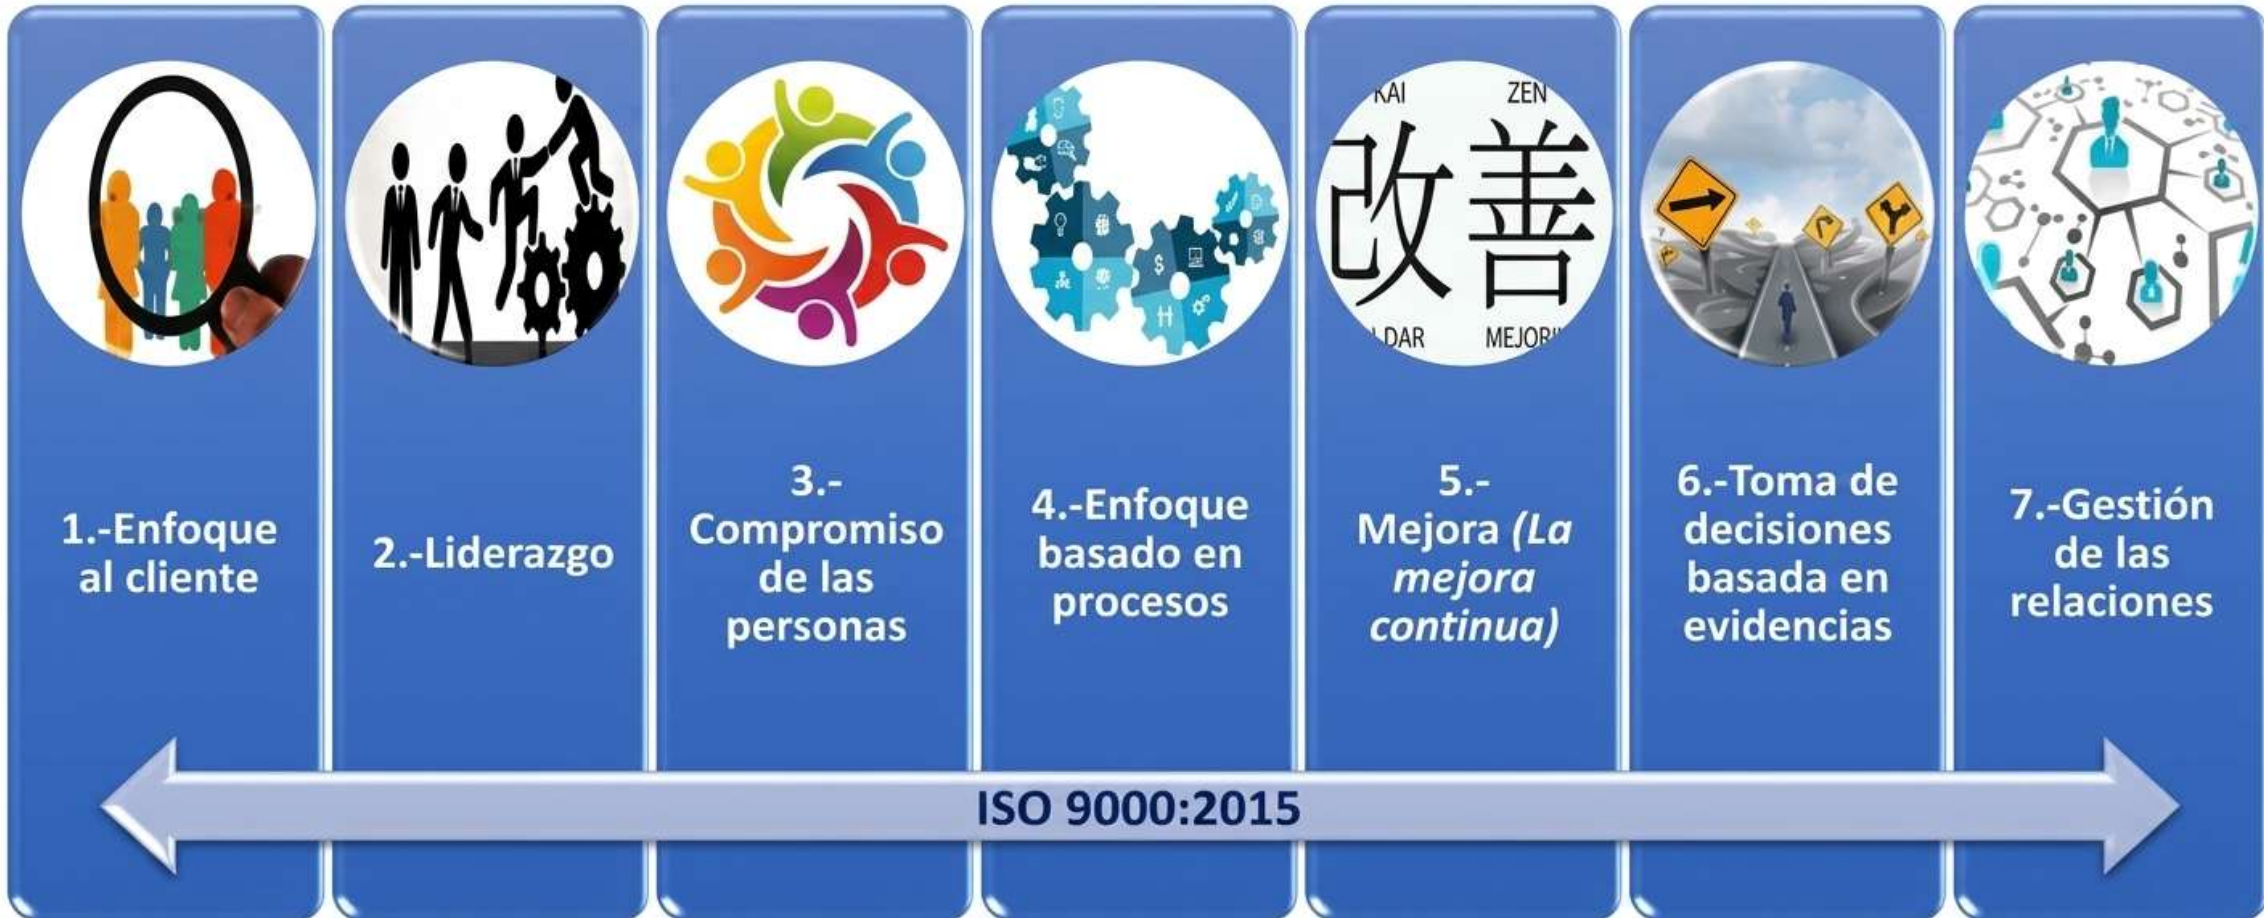 1.-Enfoque
al cliente
2.-Liderazgo
3.-
Compromiso
de las
personas
4.-Enfoque
basado en
procesos
KAI ZEN
改善
DAR MEJOR
5.-
Mejora (La
mejora
continua)
6.-Toma de
decisiones
basada en
evidencias
7.-Gestión
de las
relaciones
ISO 9000:2015